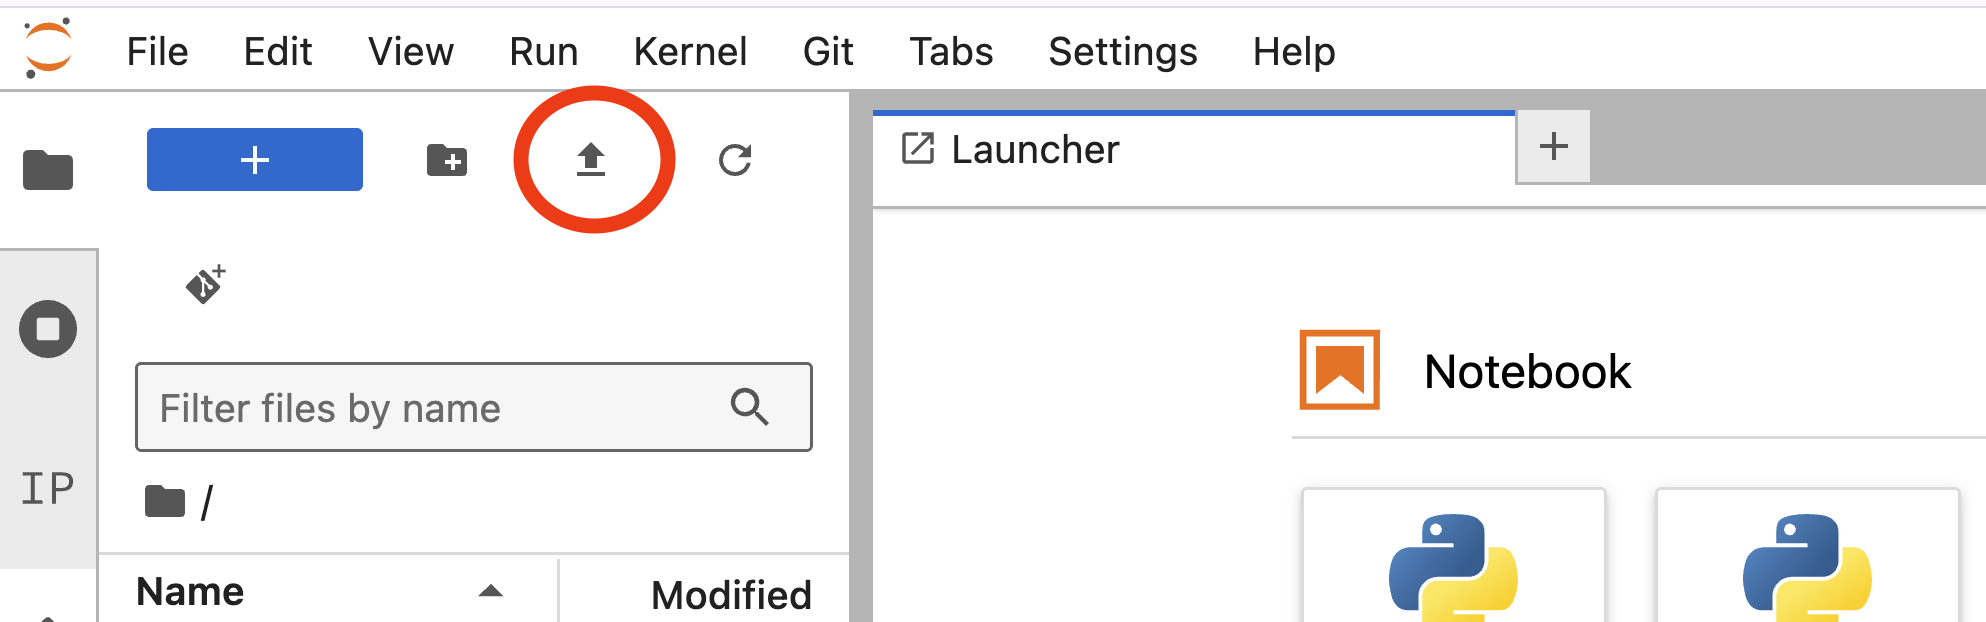 File Edit View Run Kernel Git Tabs Settings Help
Launcher
Notebook
Filter files by name
IP
/
Name Modified